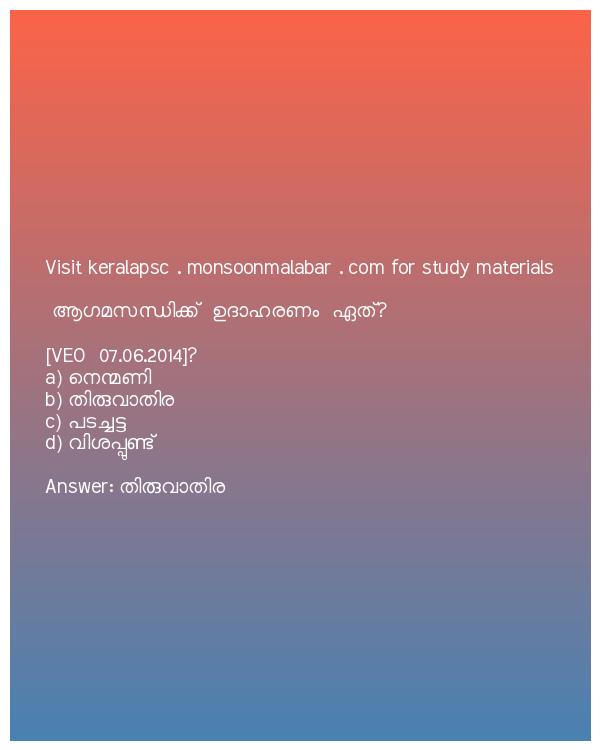 Visit keralapsc . monsoonmalabar . com for study materials
ആഗമസന്ധിക്ക് ഉദാഹരണം ഏത്?
[VEO 07.06.2014]?
a) നെന്മണി
b) തിരുവാതിര
c) പടച്ചട്ട
d) വിശപ്പുണ്ട്
Answer: തിരുവാതിര